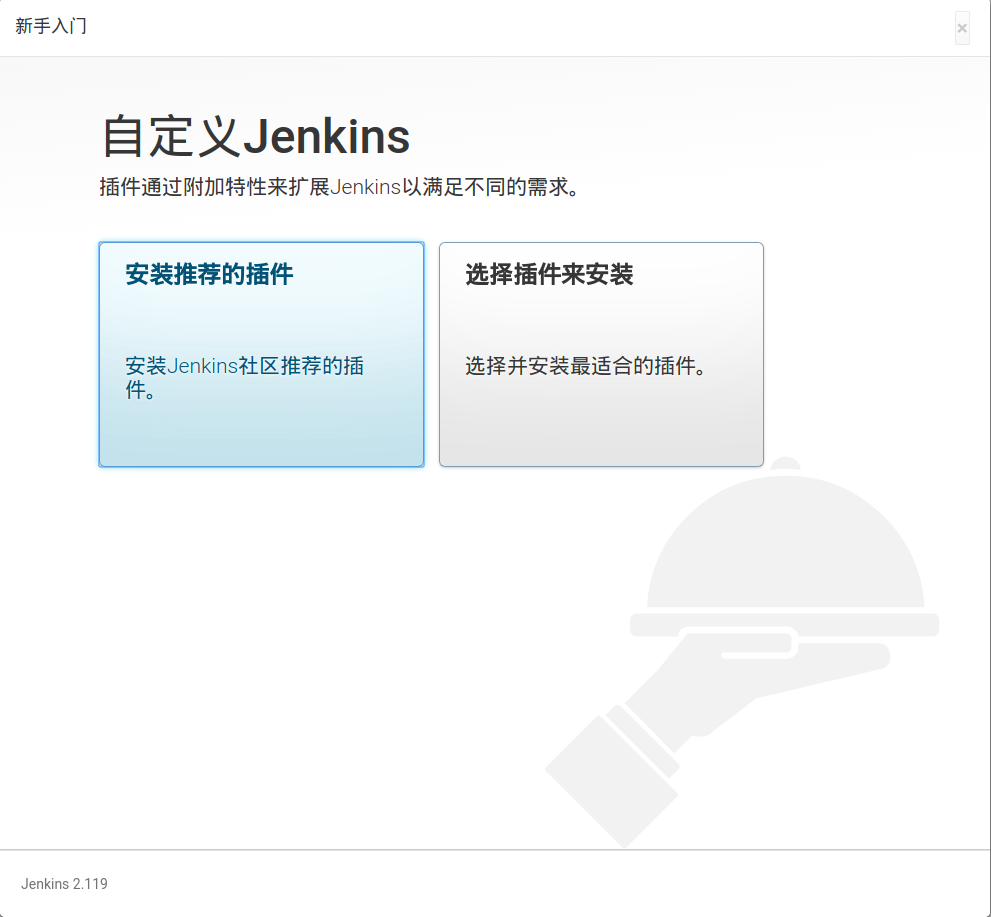 新手入门
×
自定义Jenkins
插件通过附加特性来扩展Jenkins以满足不同的需求。
安装推荐的插件
安装Jenkins社区推荐的插
件。
选择插件来安装
选择并安装最适合的插件。
Jenkins 2.119